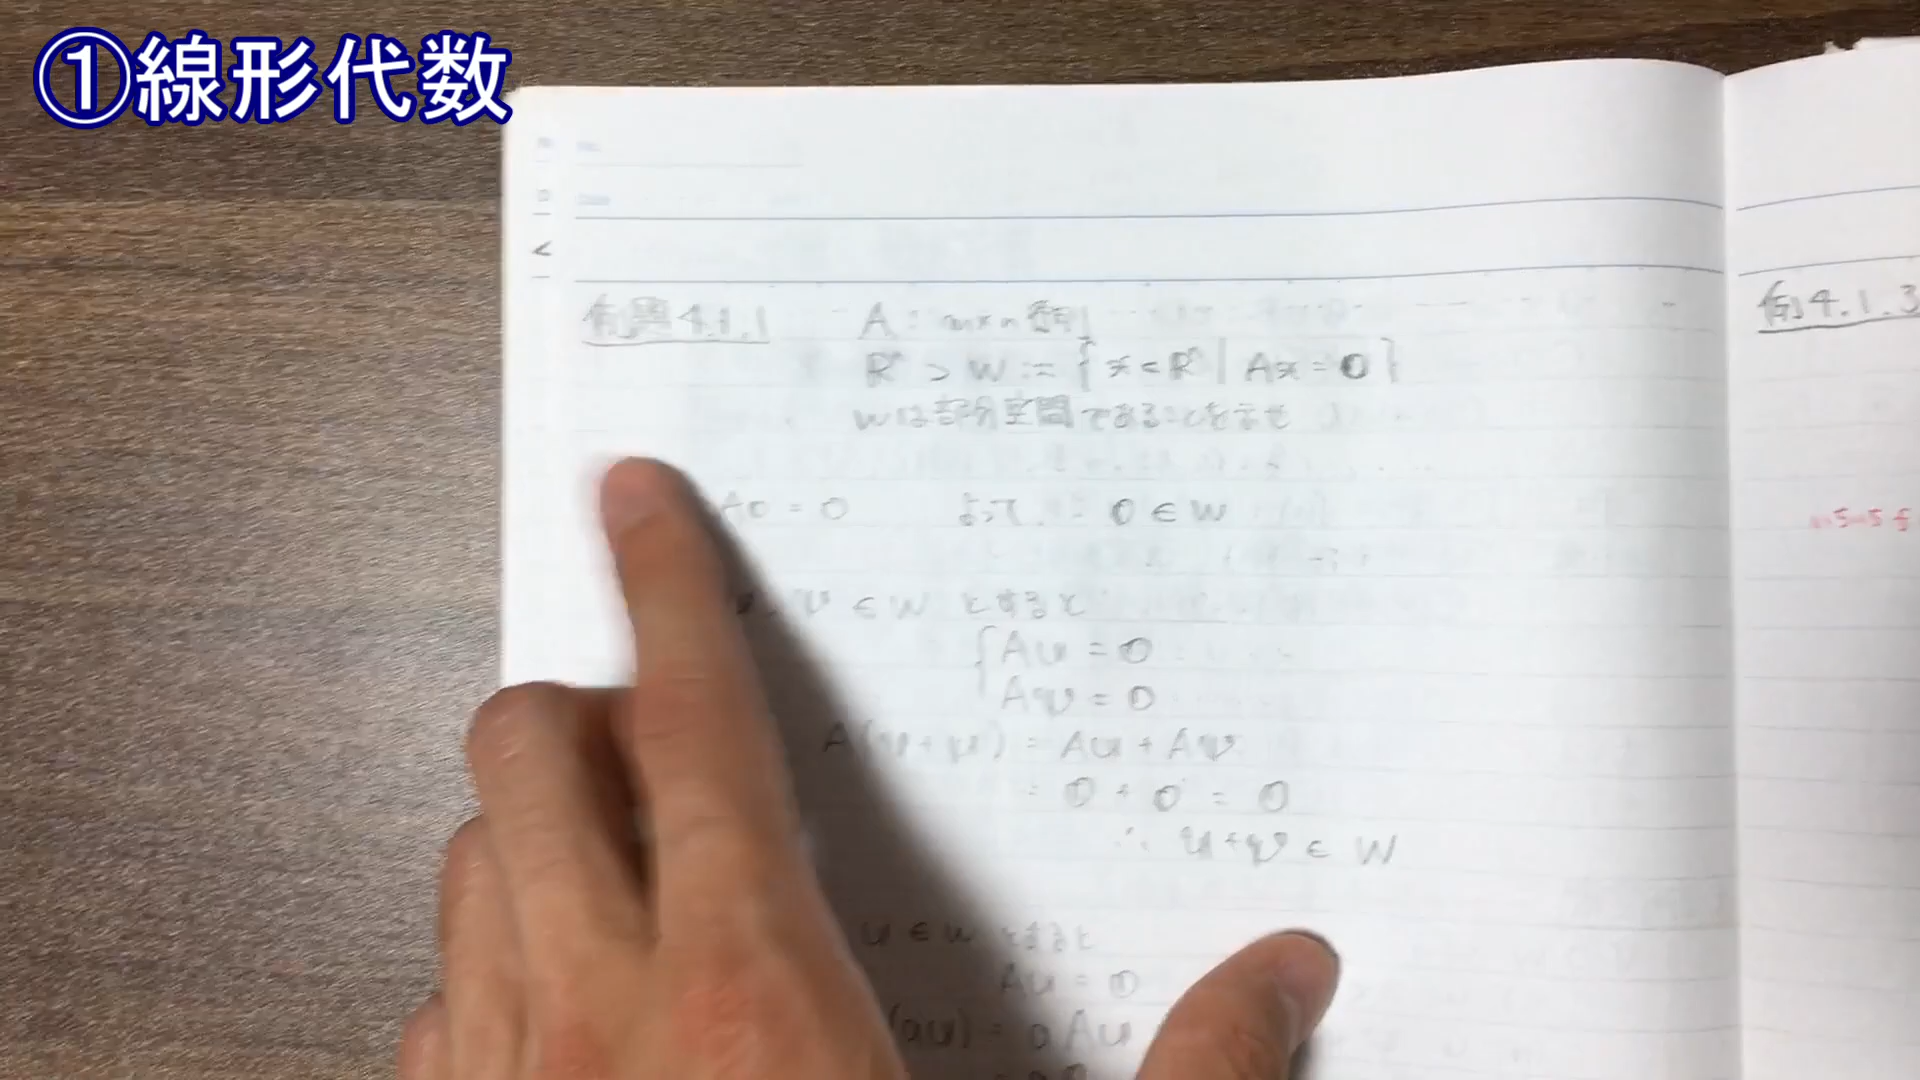 ①線形代数
例題4.1.1 A：m×n行列
Rⁿ ⊃ W := { x ∈ Rⁿ | Ax = 0 }
Wは部分空間であることを示せ
A0 = 0 よって 0 ∈ W
u, v ∈ W とすると
{ Au = 0
Av = 0
A(u+v) = Au + Av
= 0 + 0 = 0
∴ u+v ∈ W
u ∈ W とすると
Au = 0
(au) = aAu
例4.1.3